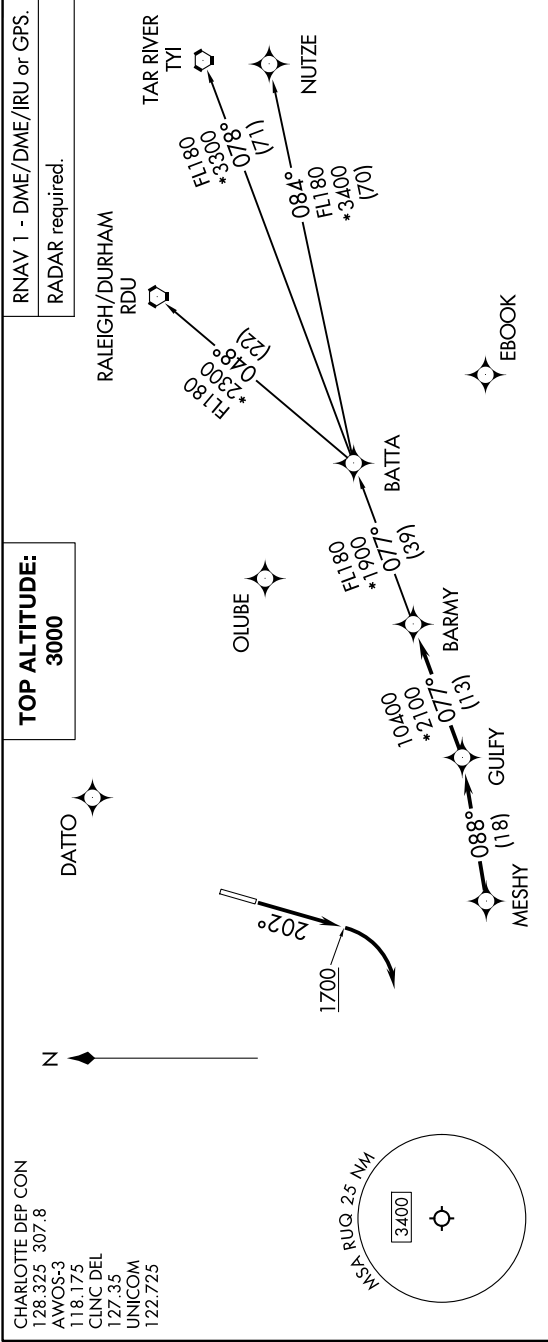 CHARLOTTE DEP CON
128.325 307.8
AWOS-3
118.175
CLNC DEL
127.35
UNICOM
122.725
TOP ALTITUDE:
3000
RNAV 1 - DME/DME/IRU or GPS.
RADAR required.
N
DATTO
OLUBE
RALEIGH/DURHAM
RDU
TAR RIVER
TYI
NUTZE
FL180
*2300
048°
(22)
FL180
*3300
078°
(71)
084°
FL180
*3400
(70)
202°
1700
MESHY
088°
(18)
GULFY
10400
*2100
077°
(13)
BARMY
FL180
*1900
077°
(39)
BATTA
EBOOK
MSA RUQ 25 NM
3400